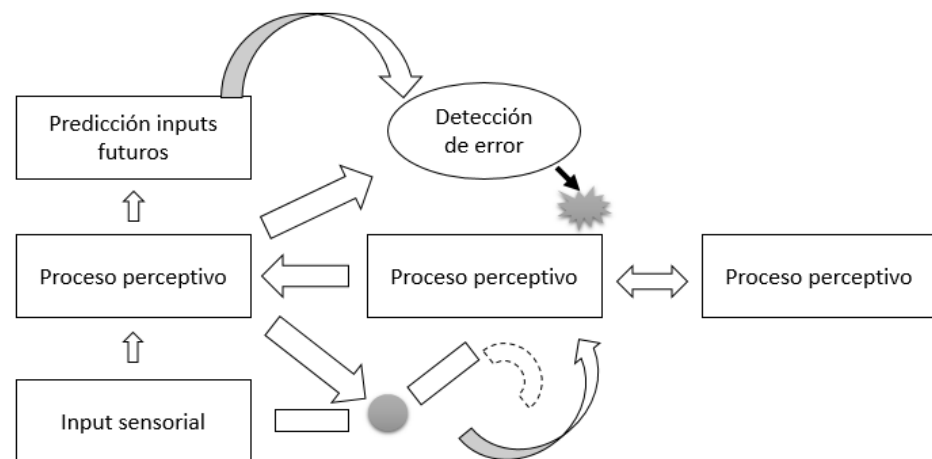 Predicción inputs
futuros
Detección
de error
Proceso perceptivo
Proceso perceptivo
Proceso perceptivo
Input sensorial